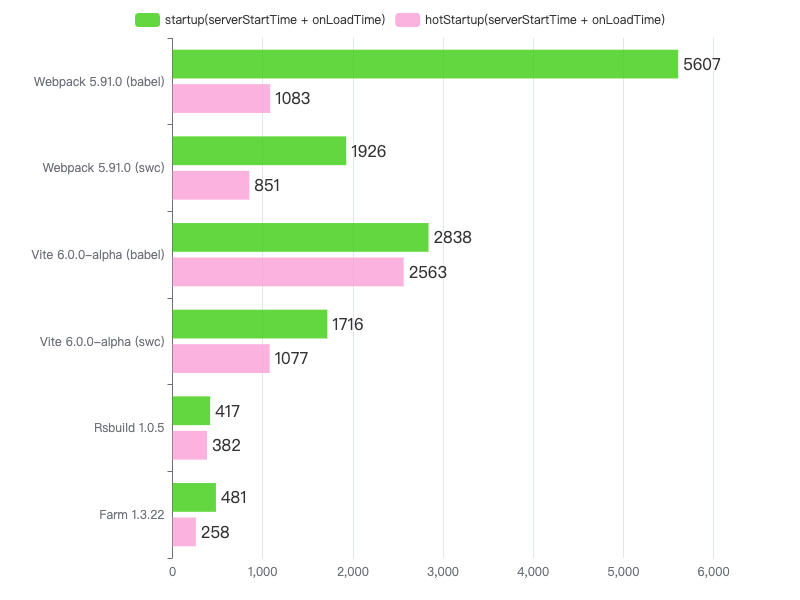 startup(serverStartTime + onLoadTime) hotStartup(serverStartTime + onLoadTime)
Webpack 5.91.0 (babel)
5607
1083
Webpack 5.91.0 (swc)
1926
851
Vite 6.0.0-alpha (babel)
2838
2563
Vite 6.0.0-alpha (swc)
1716
1077
Rsbuild 1.0.5
417
382
Farm 1.3.22
481
258
0 1,000 2,000 3,000 4,000 5,000 6,000